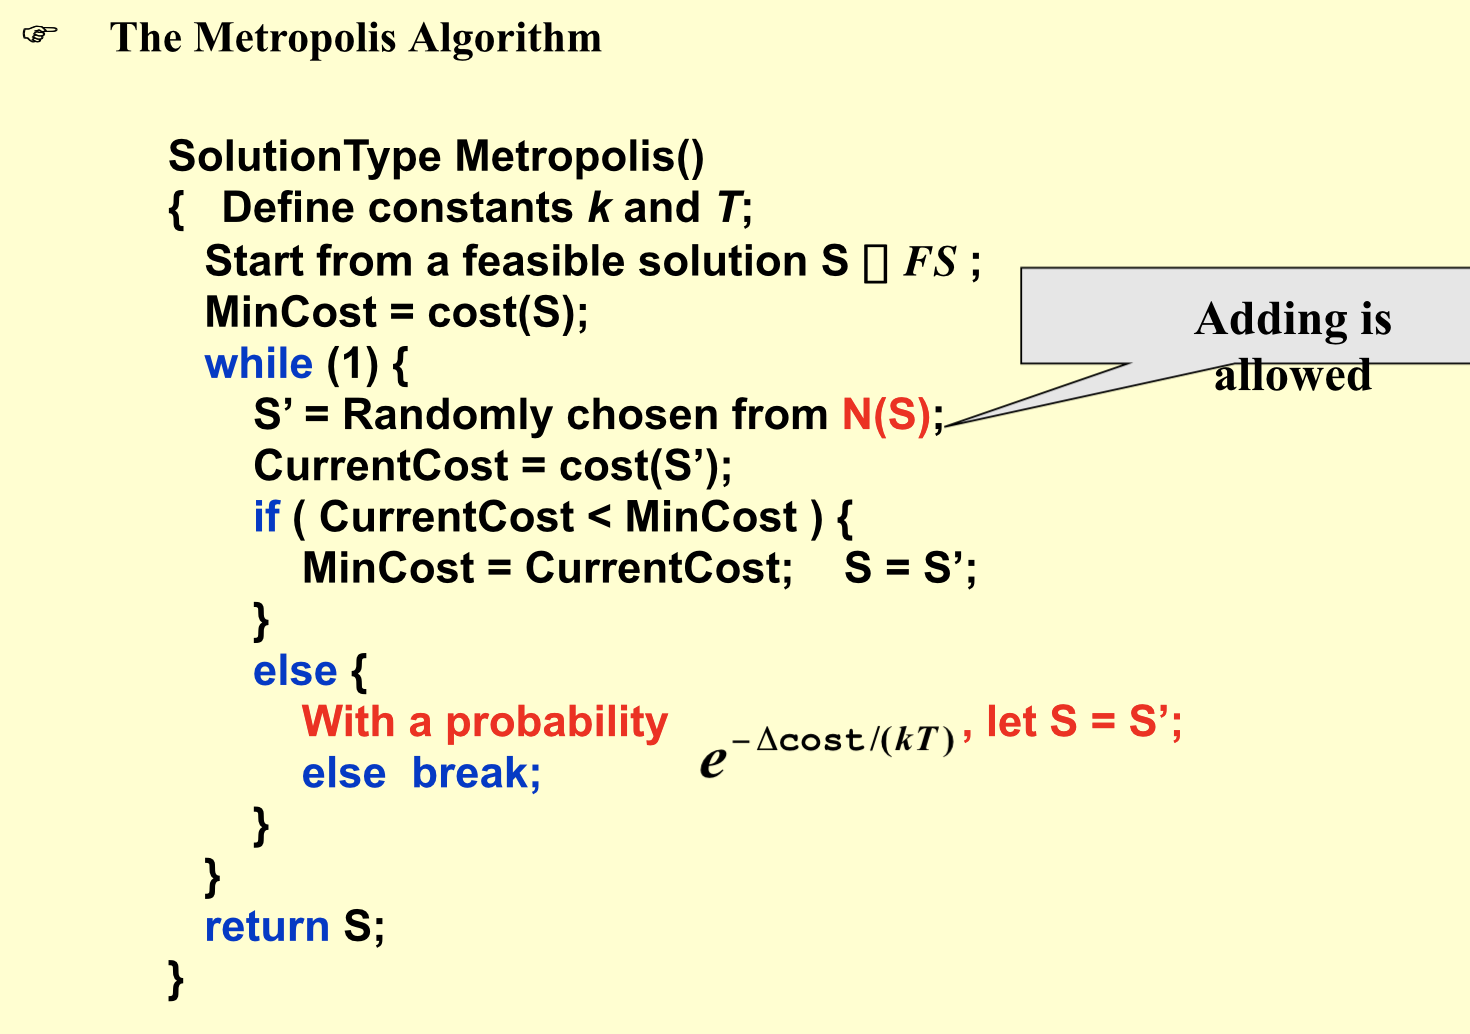 ☞ The Metropolis Algorithm
SolutionType Metropolis()
{ Define constants k and T;
Start from a feasible solution S ▯ FS ;
MinCost = cost(S);
while (1) {
S’ = Randomly chosen from N(S);
Adding is
allowed
CurrentCost = cost(S’);
if ( CurrentCost < MinCost ) {
MinCost = CurrentCost; S = S’;
}
else {
With a probability e^{−Δcost/(kT)}, let S = S’;
else break;
}
}
return S;
}